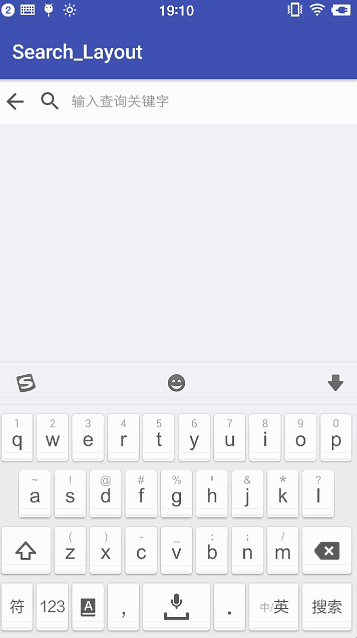 2 19:10
Search_Layout
输入查询关键字
S
1 2 3 4 5 6 7 8 9 0
q w e r t y u i o p
~ ! @ # % ' & * ?
a s d f g h j k l
( ) - _ : ; /
z x c v b n m
符 123 A , . 中/英 搜索